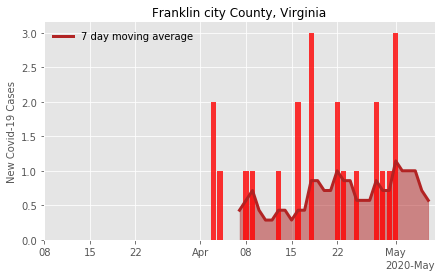 Franklin city County, Virginia
7 day moving average
New Covid-19 Cases
3.0
2.5
2.0
1.5
1.0
0.5
0.0
08 15 22 Apr 08 15 22 May
2020-May